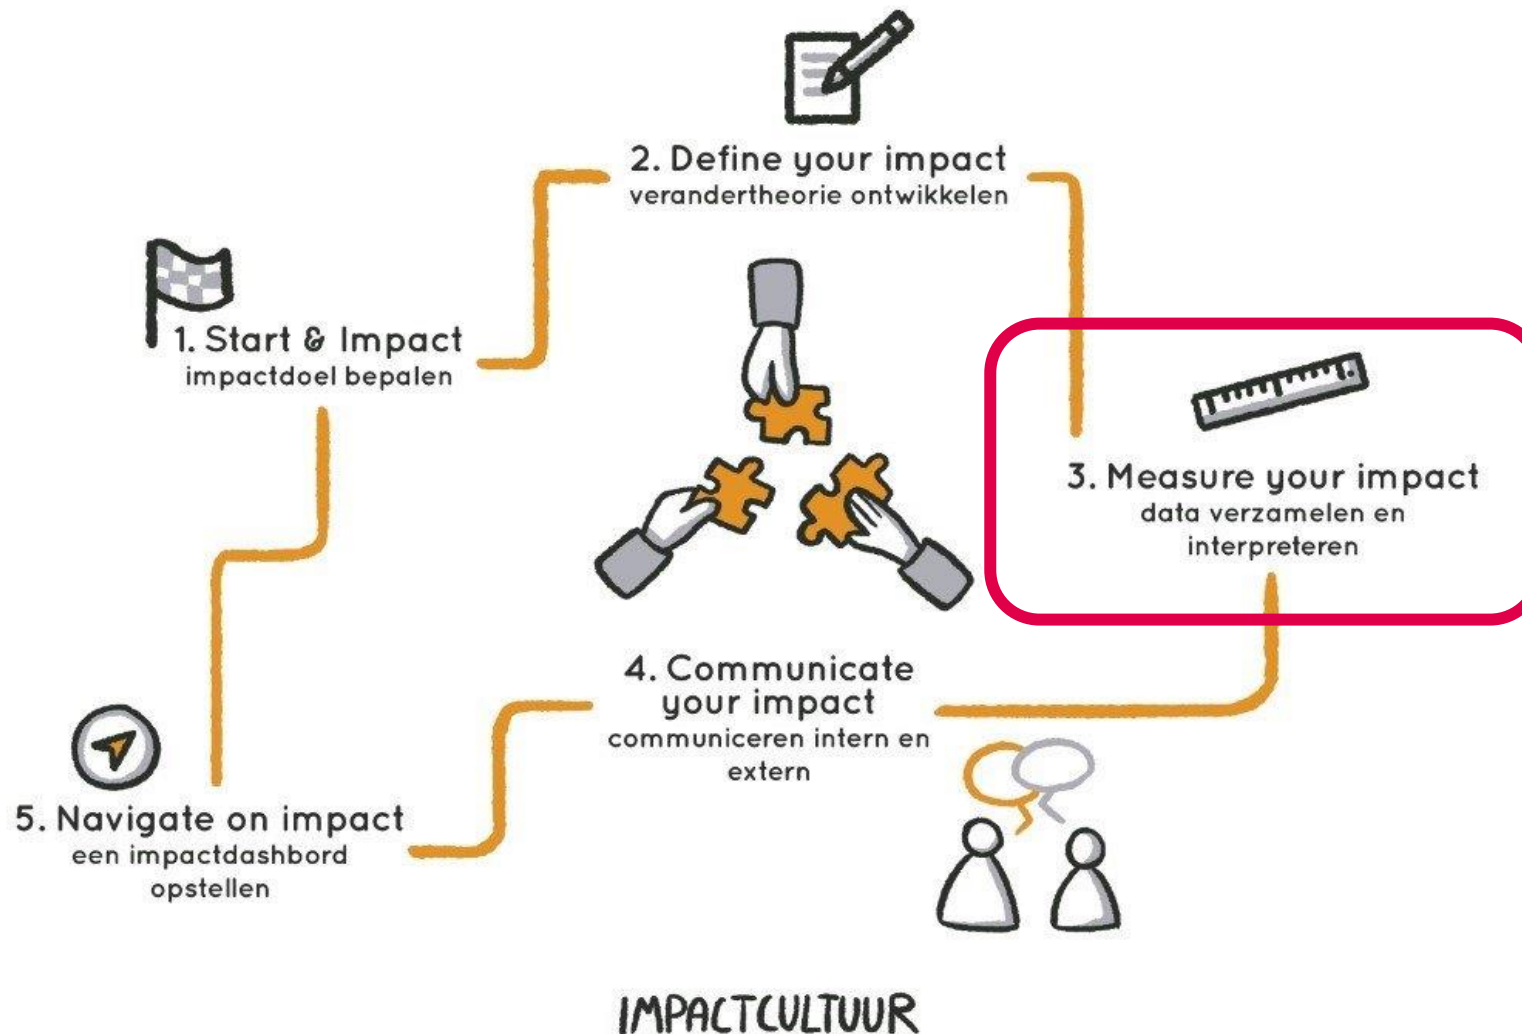 2. Define your impact
verandertheorie ontwikkelen
1. Start & Impact
impactdoel bepalen
3. Measure your impact
data verzamelen en
interpreteren
4. Communicate
your impact
communiceren intern en
extern
5. Navigate on impact
een impactdashbord
opstellen
IMPACTCULTUUR